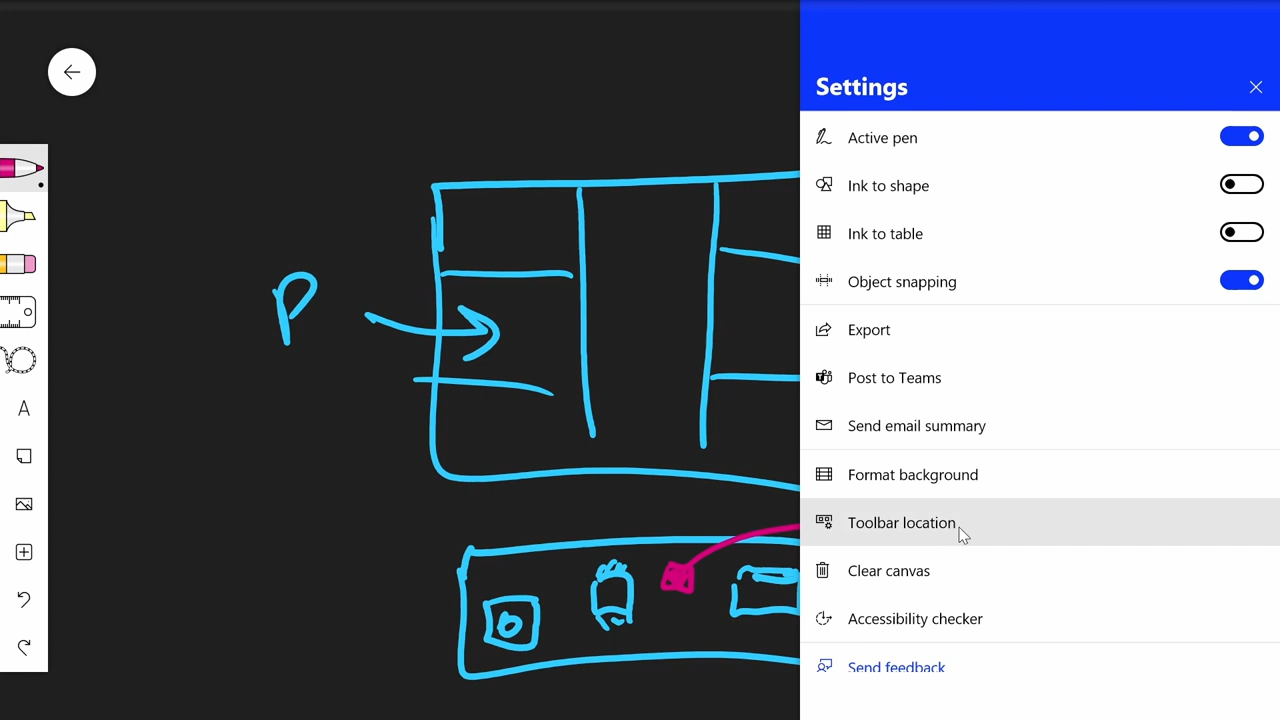 Settings
Active pen
Ink to shape
Ink to table
Object snapping
Export
Post to Teams
Send email summary
Format background
Toolbar location
Clear canvas
Accessibility checker
Send feedback
P
A